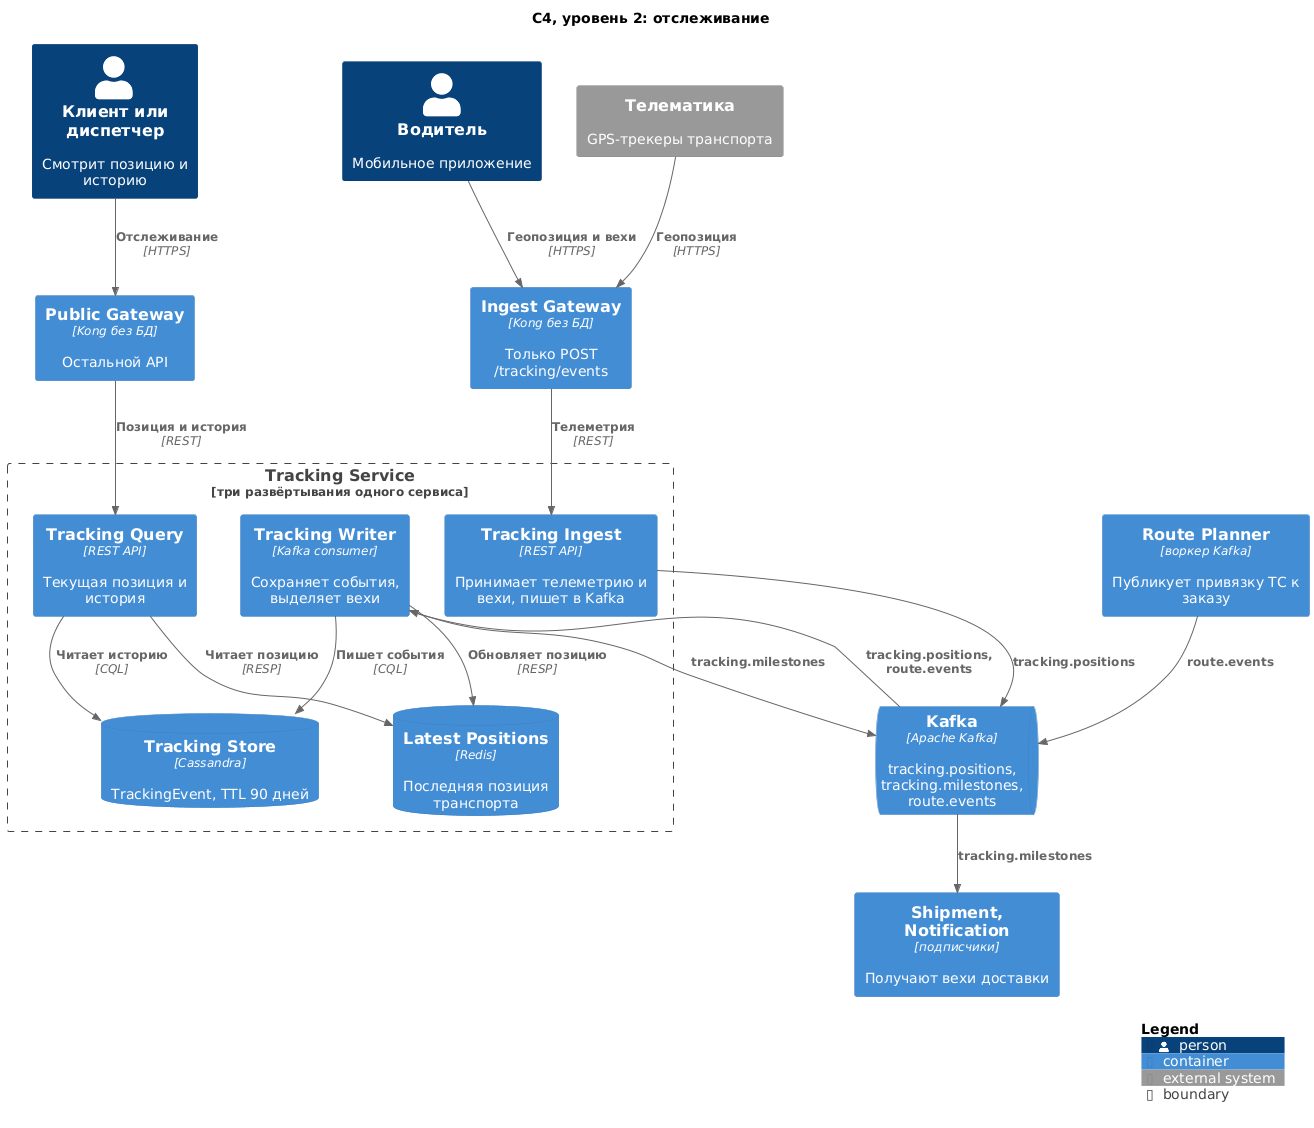 C4, уровень 2: отслеживание
Клиент или
диспетчер
Смотрит позицию и
историю
Водитель
Мобильное приложение
Телематика
GPS-трекеры транспорта
Отслеживание
[HTTPS]
Геопозиция и вехи
[HTTPS]
Геопозиция
[HTTPS]
Public Gateway
[Kong без БД]
Остальной API
Ingest Gateway
[Kong без БД]
Только POST
/tracking/events
Позиция и история
[REST]
Телеметрия
[REST]
Tracking Service
[три развёртывания одного сервиса]
Tracking Query
[REST API]
Текущая позиция и
история
Tracking Writer
[Kafka consumer]
Сохраняет события,
выделяет вехи
Tracking Ingest
[REST API]
Принимает телеметрию и
вехи, пишет в Kafka
Route Planner
[воркер Kafka]
Публикует привязку ТС к
заказу
Читает историю
[CQL]
Читает позицию
[RESP]
Пишет события
[CQL]
Обновляет позицию
[RESP]
tracking.milestones
tracking.positions,
route.events
tracking.positions
route.events
Tracking Store
[Cassandra]
TrackingEvent, TTL 90 дней
Latest Positions
[Redis]
Последняя позиция
транспорта
Kafka
[Apache Kafka]
tracking.positions,
tracking.milestones,
route.events
tracking.milestones
Shipment,
Notification
[подписчики]
Получают вехи доставки
Legend
person
container
external system
boundary